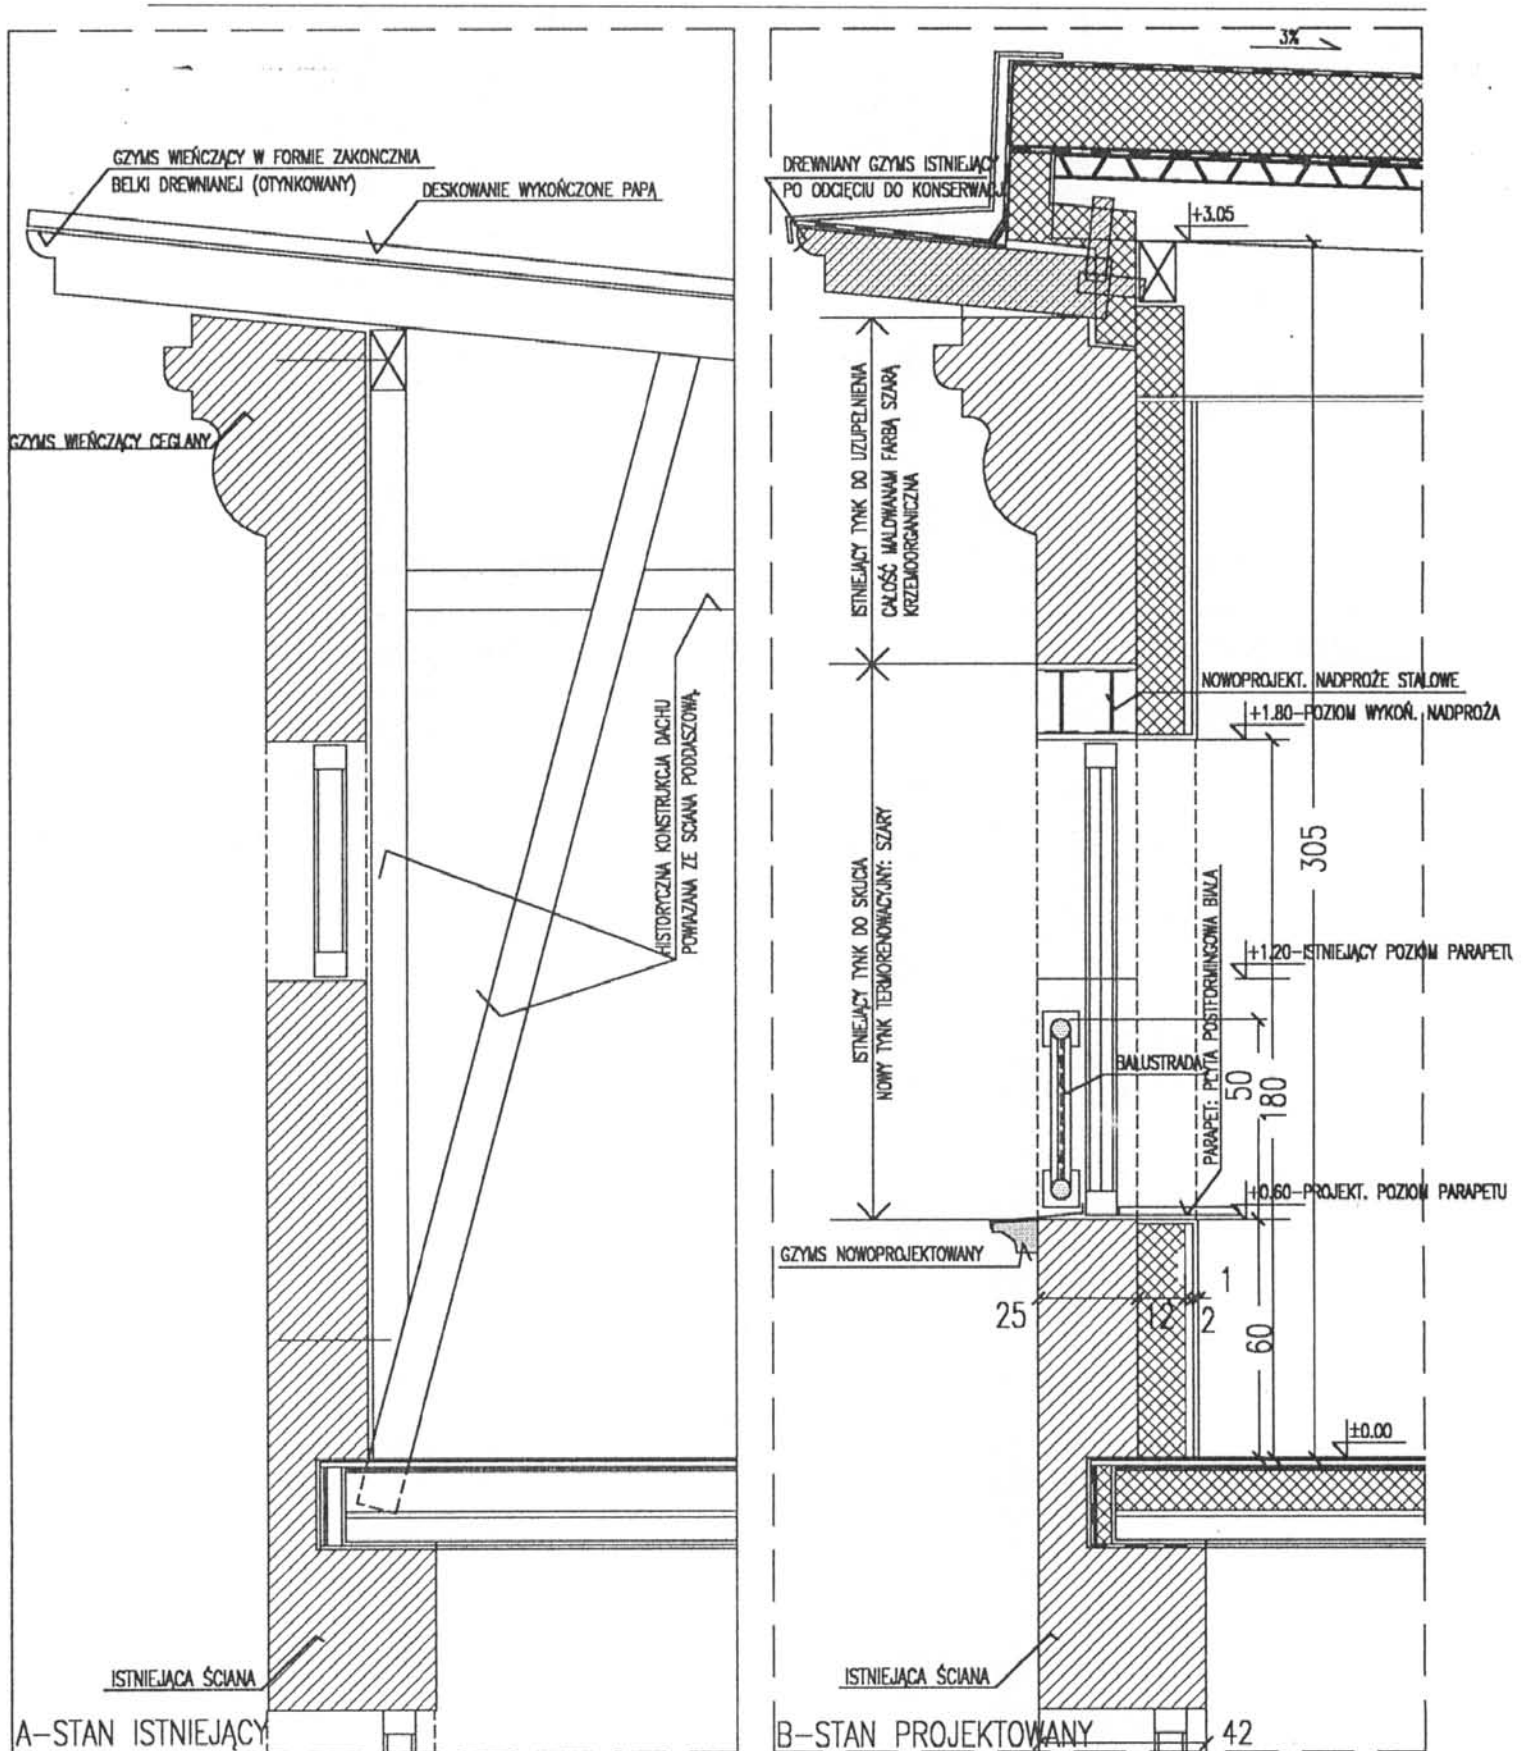 GZYMS WIEŃCZĄCY W FORMIE ZAKONCZNIA
BELKI DREWNIANEJ (OTYNKOWANY)
DESKOWANIE WYKOŃCZONE PAPĄ
GZYMS WIEŃCZĄCY CEGLANY
HISTORYCZNA KONSTRUKCJA DACHU
POWIAZANA ZE SCIANA PODDASZOWĄ
ISTNIEJĄCA ŚCIANA
A-STAN ISTNIEJĄCY
3%
DREWNIANY GZYMS ISTNIEJĄCY
PO ODCIĘCIU DO KONSERWACJ
+3.05
ISTNIEJĄCY TYNK DO UZUPEŁNIENIA
CAŁOŚĆ MALOWANAM FARBĄ SZARĄ
KRZEMOORGANICZNA
NOWOPROJEKT. NADPROŻE STALOWE
+1.80-POZIOM WYKOŃ. NADPROŻA
305
ISTNIEJĄCY TYNK DO SKUCIA
NOWY TYNK TERMORENOWACYJNY: SZARY
PARAPET: PŁYTA POSTFORMINGOWA BIAŁA
+1.20-ISTNIEJĄCY POZIOM PARAPETU
BALUSTRADA
50
180
+0.60-PROJEKT. POZIOM PARAPETU
GZYMS NOWOPROJEKTOWANY
1
25
12
2
60
±0.00
ISTNIEJĄCA ŚCIANA
B-STAN PROJEKTOWANY
42